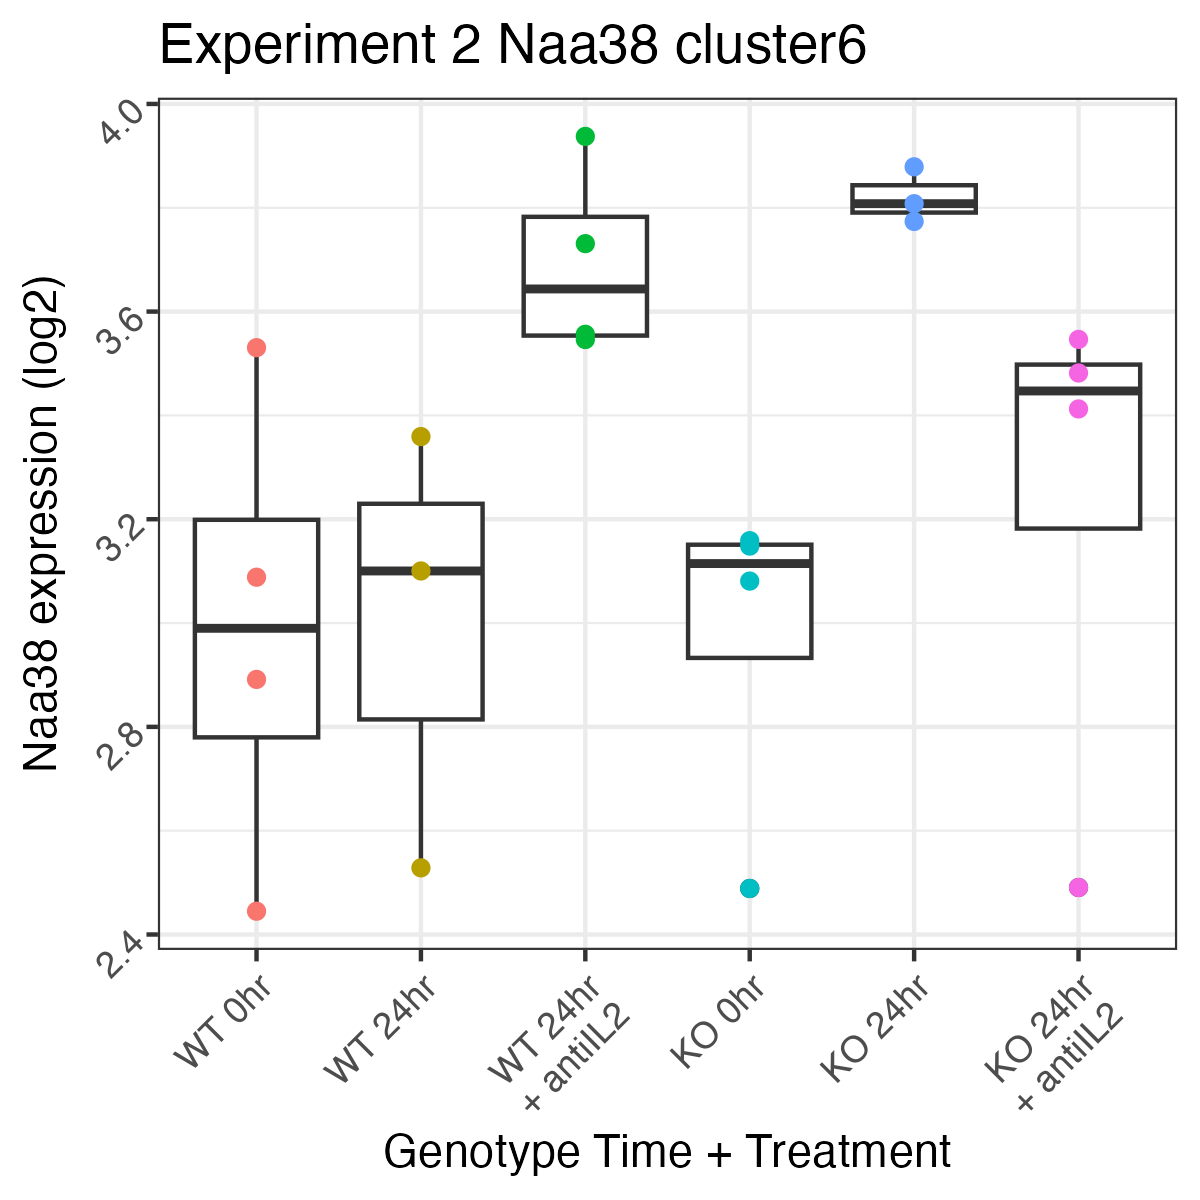 Experiment 2 Naa38 cluster6
Naa38 expression (log2)
4.0
3.6
3.2
2.8
2.4
WT 0hr
WT 24hr
WT 24hr
+ antiIL2
KO 0hr
KO 24hr
KO 24hr
+ antiIL2
Genotype Time + Treatment